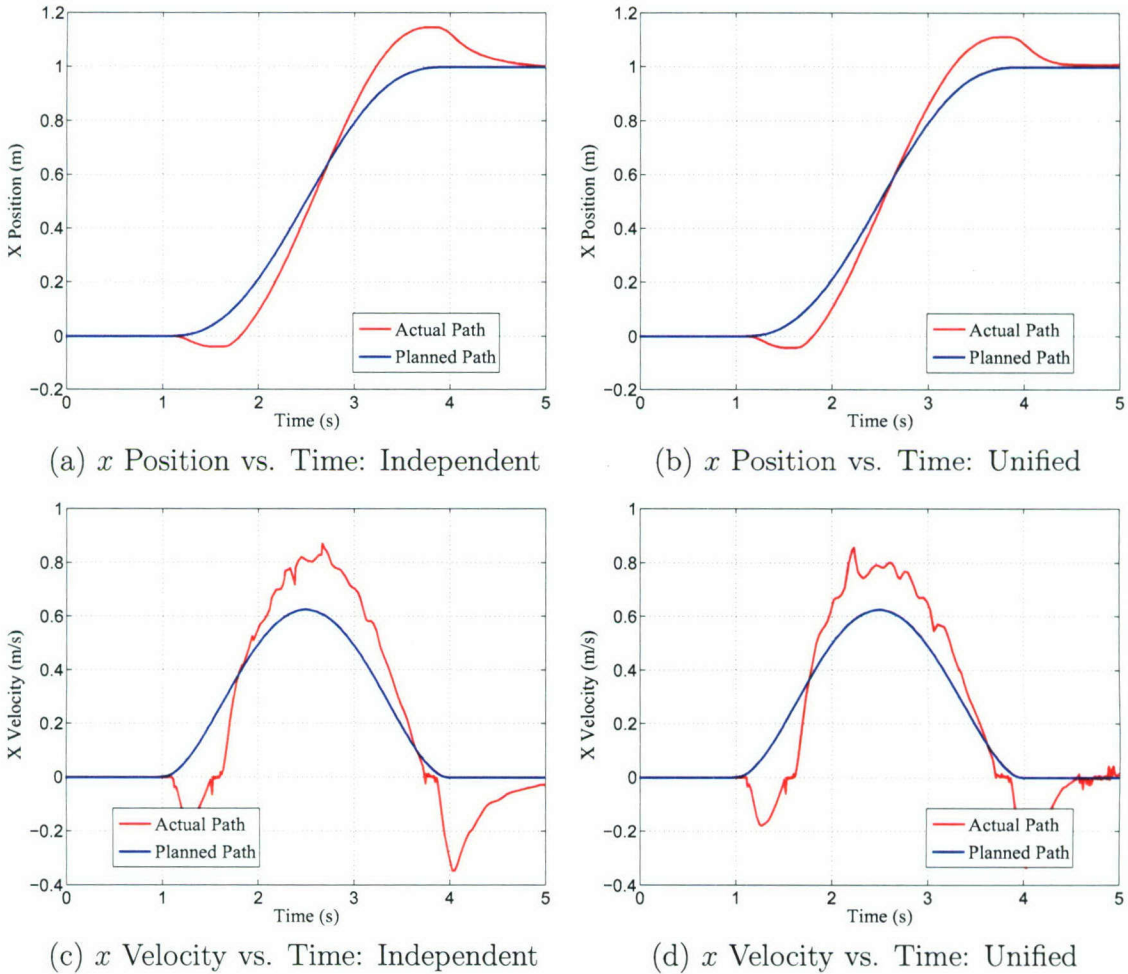 1.2
1
0.8
0.6
0.4
0.2
0
−0.2
X Position (m)
0 1 2 3 4 5
Time (s)
Actual Path
Planned Path
(a) x Position vs. Time: Independent
1.2
1
0.8
0.6
0.4
0.2
0
−0.2
X Position (m)
0 1 2 3 4 5
Time (s)
Actual Path
Planned Path
(b) x Position vs. Time: Unified
1
0.8
0.6
0.4
0.2
0
−0.2
−0.4
X Velocity (m/s)
0 1 2 3 4 5
Time (s)
Actual Path
Planned Path
(c) x Velocity vs. Time: Independent
1
0.8
0.6
0.4
0.2
0
−0.2
−0.4
X Velocity (m/s)
0 1 2 3 4 5
Time (s)
Actual Path
Planned Path
(d) x Velocity vs. Time: Unified